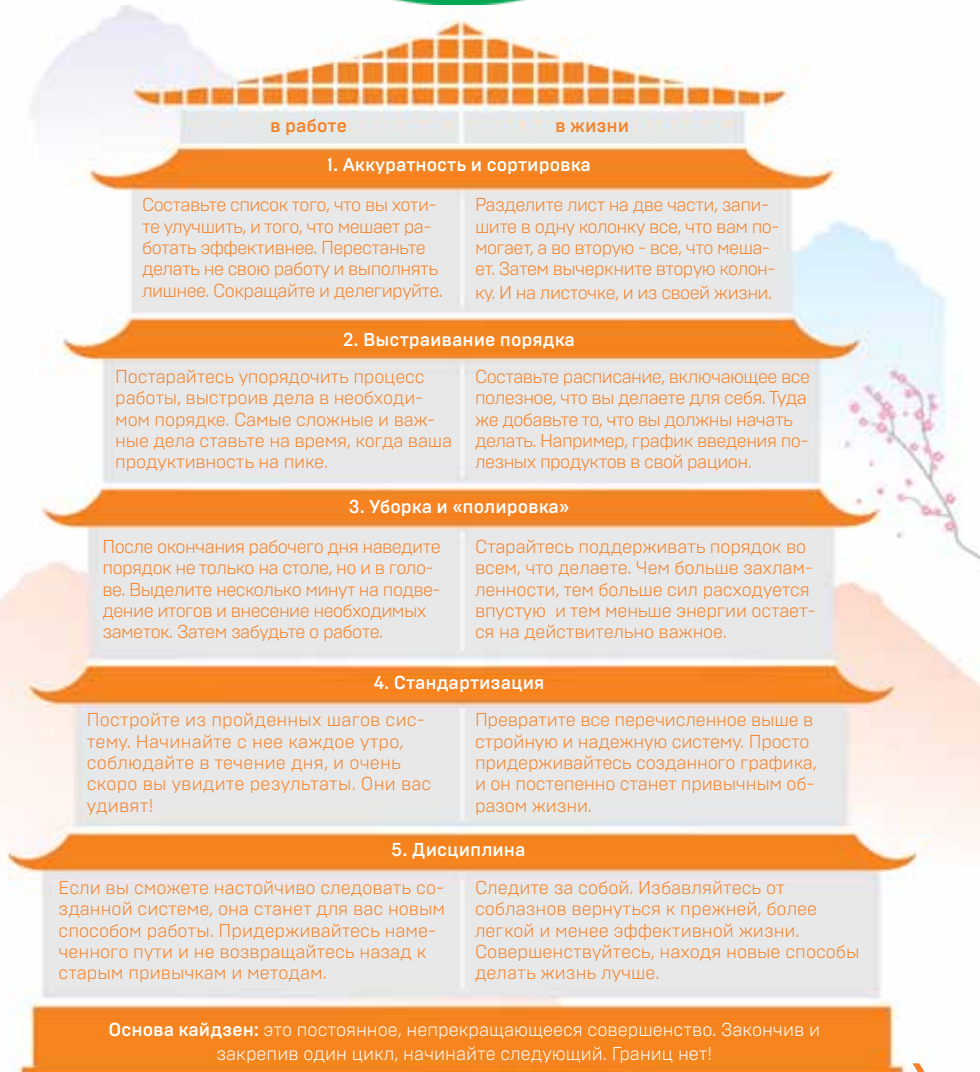 в работе
в жизни
1. Аккуратность и сортировка
Составьте список того, что вы хоти-
те улучшить, и того, что мешает ра-
ботать эффективнее. Перестаньте
делать не свою работу и выполнять
лишнее. Сокращайте и делегируйте.
Разделите лист на две части, запи-
шите в одну колонку все, что вам по-
могает, а во вторую - все, что меша-
ет. Затем вычеркните вторую колон-
ку. И на листочке, и из своей жизни.
2. Выстраивание порядка
Постарайтесь упорядочить процесс
работы, выстроив дела в необходи-
мом порядке. Самые сложные и важ-
ные дела ставьте на время, когда ваша
продуктивность на пике.
Составьте расписание, включающее все
полезное, что вы делаете для себя. Туда
же добавьте то, что вы должны начать
делать. Например, график введения по-
лезных продуктов в свой рацион.
3. Уборка и «полировка»
После окончания рабочего дня наведите
порядок не только на столе, но и в голо-
ве. Выделите несколько минут на подве-
дение итогов и внесение необходимых
заметок. Затем забудьте о работе.
Старайтесь поддерживать порядок во
всем, что делаете. Чем больше захлам-
ленности, тем больше сил расходуется
впустую и тем меньше энергии остает-
ся на действительно важное.
4. Стандартизация
Постройте из пройденных шагов сис-
тему. Начинайте с нее каждое утро,
соблюдайте в течение дня, и очень
скоро вы увидите результаты. Они вас
удивят!
Превратите все перечисленное выше в
стройную и надежную систему. Просто
придерживайтесь созданного графика,
и он постепенно станет привычным об-
разом жизни.
5. Дисциплина
Если вы сможете настойчиво следовать со-
зданной системе, она станет для вас новым
способом работы. Придерживайтесь наме-
ченного пути и не возвращайтесь назад к
старым привычкам и методам.
Следите за собой. Избавляйтесь от
соблазнов вернуться к прежней, более
легкой и менее эффективной жизни.
Совершенствуйтесь, находя новые способы
делать жизнь лучше.
Основа кайдзен: это постоянное, непрекращающееся совершенство. Закончив и
закрепив один цикл, начинайте следующий. Границ нет!